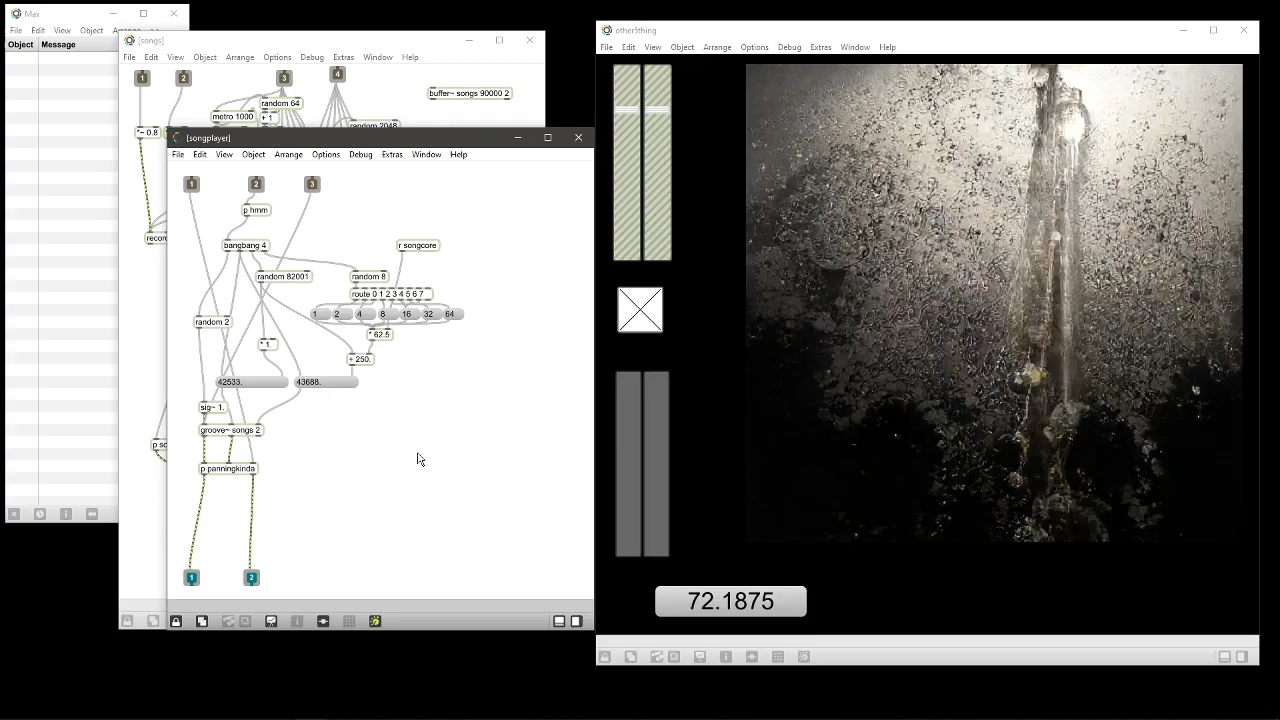 Max
File Edit View Object Arrange >>
Object Message
[songs]
File Edit View Object Arrange Options Debug Extras Window Help
1 2 3 4
random 64
buffer~ songs 90000 2
metro 1000
+ 1
random 2048
*~ 0.8
record
p so
[songplayer]
File Edit View Object Arrange Options Debug Extras Window Help
1 2 3
p hmm
bangbang 4
r songcore
random 82001
random 8
route 0 1 2 3 4 5 6 7
1 2 4 8 16 32 64
random 2
* 62.5
* 1.
+ 250.
42533.
43688.
sig~ 1.
groove~ songs 2
p panningkinda
1 2
other5thing
File Edit View Object Arrange Options Debug Extras Window Help
72.1875